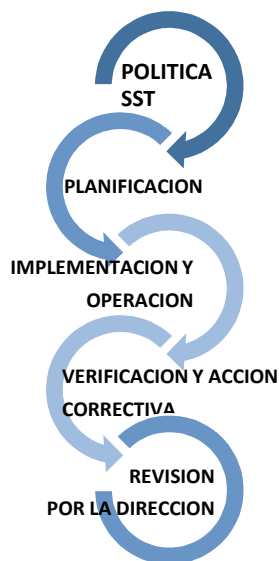 POLITICA
SST
PLANIFICACION
IMPLEMENTACION Y
OPERACION
VERIFICACION Y ACCION
CORRECTIVA
REVISION
POR LA DIRECCION